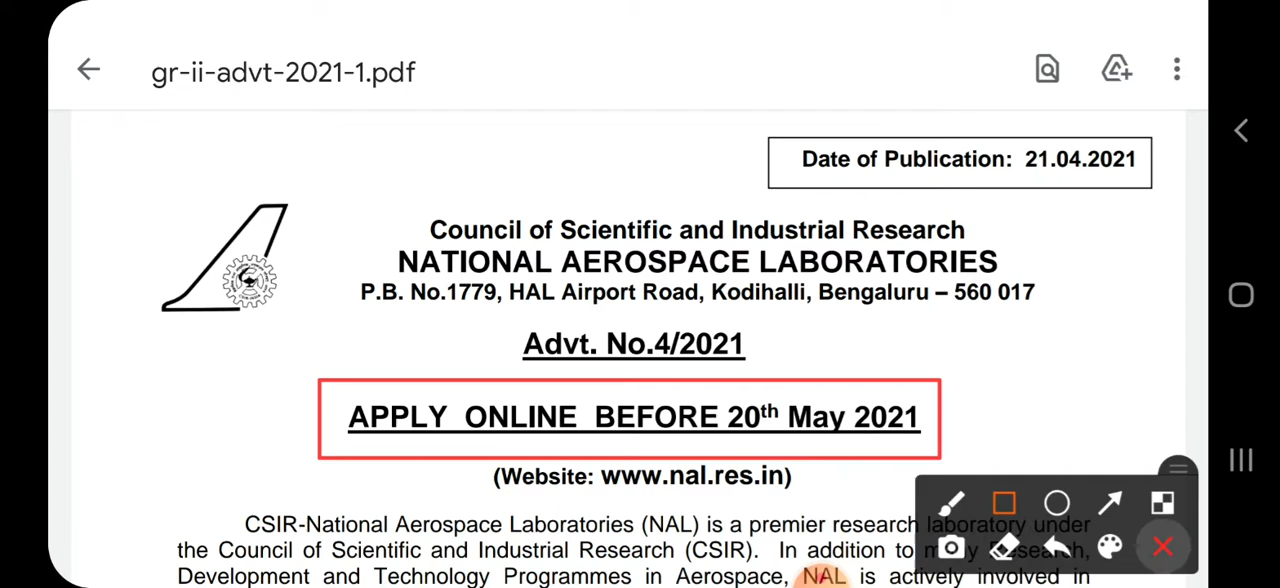 gr-ii-advt-2021-1.pdf
Date of Publication: 21.04.2021
Council of Scientific and Industrial Research
NATIONAL AEROSPACE LABORATORIES
P.B. No.1779, HAL Airport Road, Kodihalli, Bengaluru – 560 017
Advt. No.4/2021
APPLY ONLINE BEFORE 20th May 2021
(Website: www.nal.res.in)
CSIR-National Aerospace Laboratories (NAL) is a premier research laboratory under
the Council of Scientific and Industrial Research (CSIR). In addition to many Research,
Development and Technology Programmes in Aerospace, NAL is actively involved in